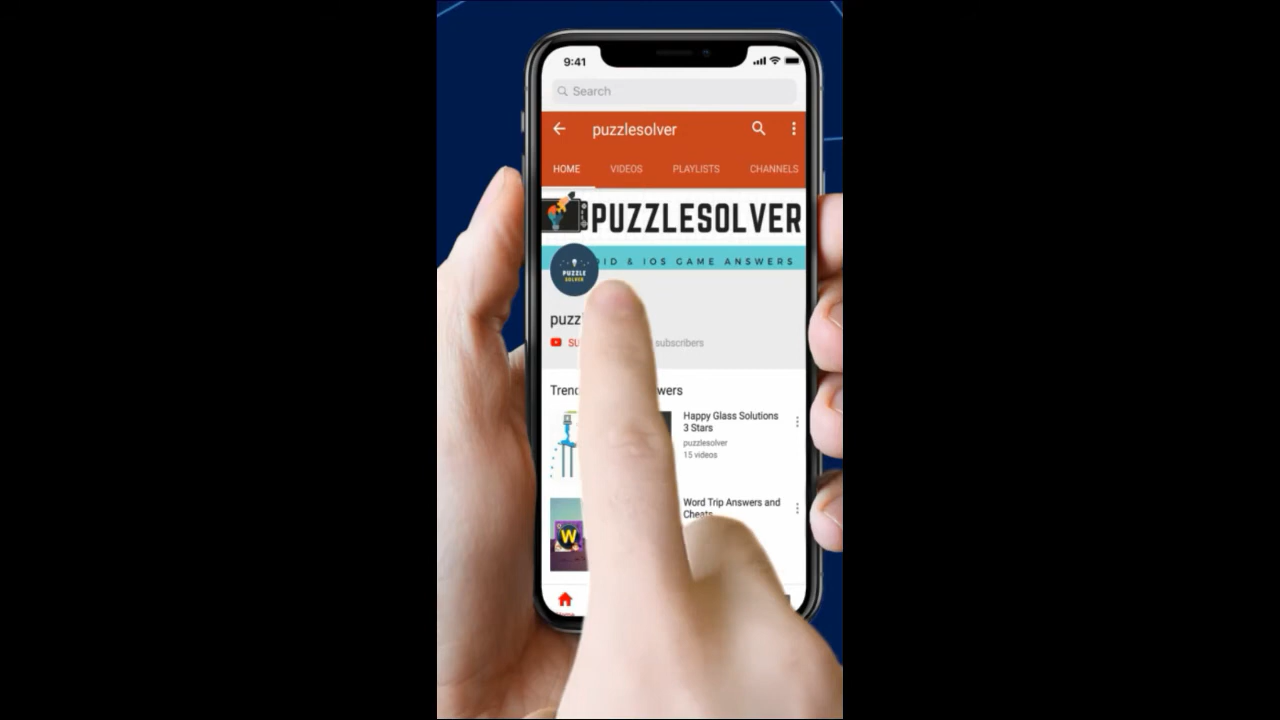 9:41
Search
puzzlesolver
HOME VIDEOS PLAYLISTS CHANNELS
PUZZLESOLVER
ID & IOS GAME ANSWERS
PUZZLE
SOLVER
puzz
SU subscribers
Tren wers
Happy Glass Solutions
3 Stars
puzzlesolver
15 videos
Word Trip Answers and
Cheats
W